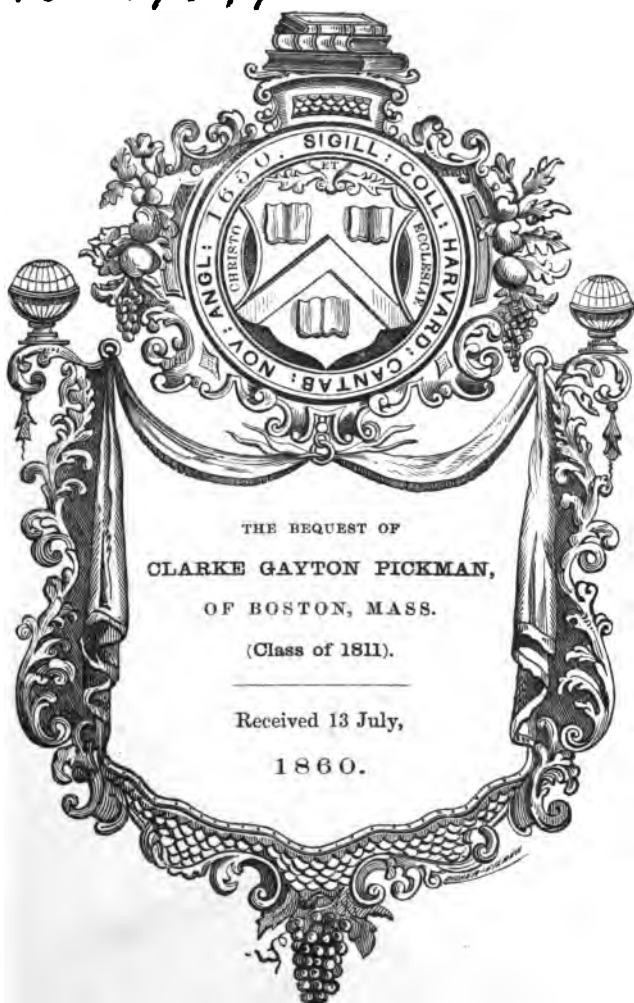 SIGILL: COLL: HARVARD: CANTAB: NOV: ANGL: 1650.
ET
CHRISTO
ECCLESIAE
THE BEQUEST OF
CLARKE GAYTON PICKMAN,
OF BOSTON, MASS.
(Class of 1811).
Received 13 July,
1860.